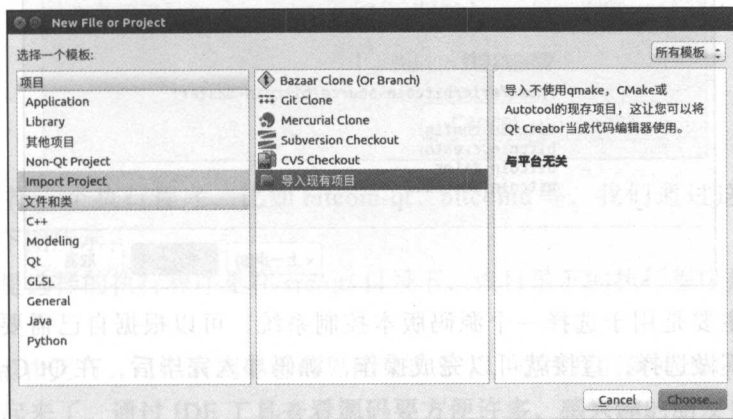 New File or Project
选择一个模板:
所有模板
项目
Application
Library
其他项目
Non-Qt Project
Import Project
文件和类
C++
Modeling
Qt
GLSL
General
Java
Python
Bazaar Clone (Or Branch)
Git Clone
Mercurial Clone
Subversion Checkout
CVS Checkout
导入现有项目
导入不使用qmake，CMake或
Autotool的现存项目，这让您可以将
Qt Creator当成代码编辑器使用。
与平台无关
Cancel
Choose...